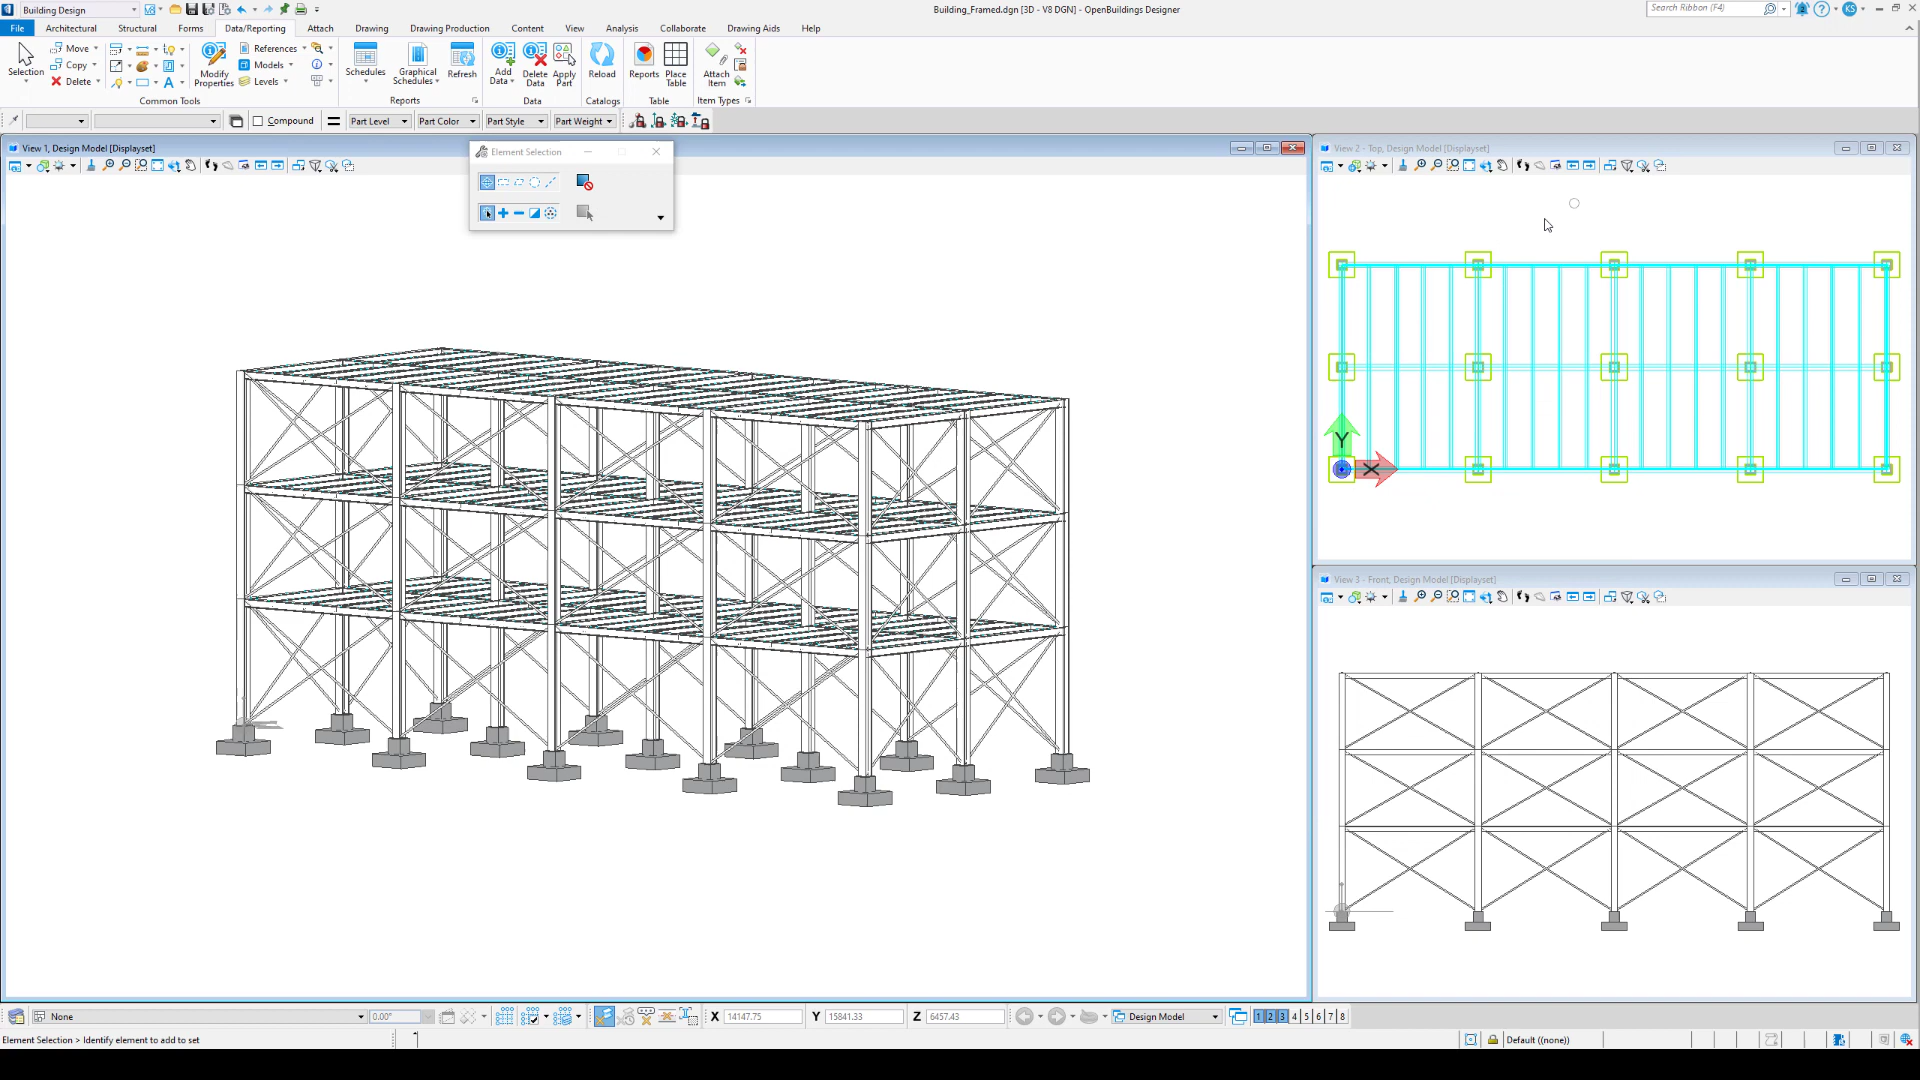 Building Design
Building_Framed.dgn [3D - V8 DGN] - OpenBuildings Designer
Search Ribbon (F4)
2
KS
File
Architectural
Structural
Forms
Data/Reporting
Attach
Drawing
Drawing Production
Content
View
Analysis
Collaborate
Drawing Aids
Help
Selection
Move
Copy
Delete
Modify Properties
References
Models
Levels
Common Tools
Schedules
Graphical Schedules
Refresh
Reports
Add Data
Delete Data
Apply Part
Data
Reload
Catalogs
Reports
Place Table
Table
Attach Item
Item Types
Compound
Part Level
Part Color
Part Style
Part Weight
View 1, Design Model [Displayset]
Element Selection
View 2 - Top, Design Model [Displayset]
Y
X
View 3 - Front, Design Model [Displayset]
None
0.00°
X 14147.75
Y 15841.33
Z 6457.43
Design Model
1 2 3 4 5 6 7 8
Element Selection > Identify element to add to set
Default ((none))